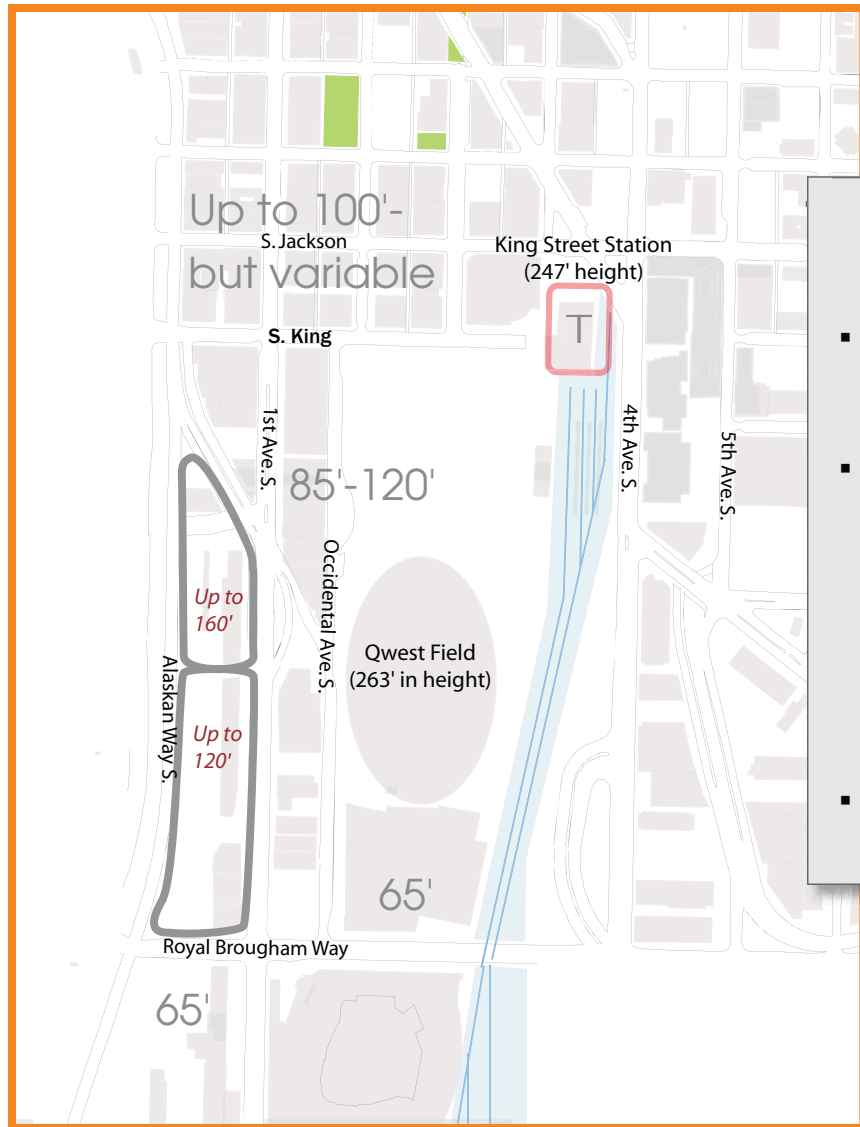 Up to 100'-
S. Jackson
but variable
King Street Station
(247' height)
T
S. King
1st Ave. S.
4th Ave. S.
5th Ave. S.
85'-120'
Occidental Ave. S.
Up to
160'
Qwest Field
(263' in height)
Alaskan Way S.
Up to
120'
65'
Royal Brougham Way
65'